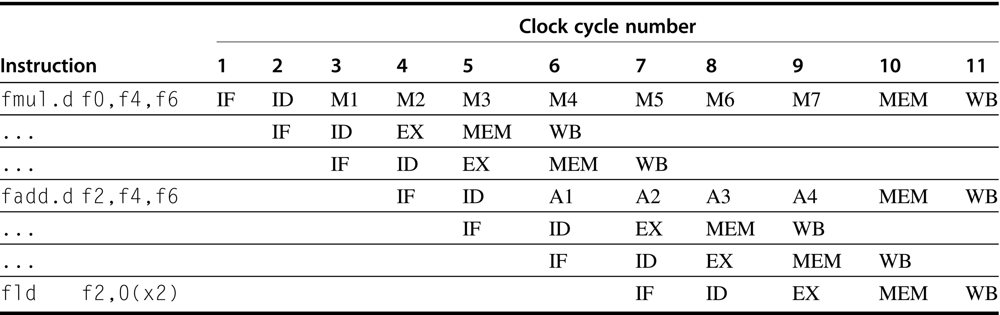 Clock cycle number
Instruction 1 2 3 4 5 6 7 8 9 10 11
fmul.d f0,f4,f6 IF ID M1 M2 M3 M4 M5 M6 M7 MEM WB
... IF ID EX MEM WB
... IF ID EX MEM WB
fadd.d f2,f4,f6 IF ID A1 A2 A3 A4 MEM WB
... IF ID EX MEM WB
... IF ID EX MEM WB
fld f2,0(x2) IF ID EX MEM WB